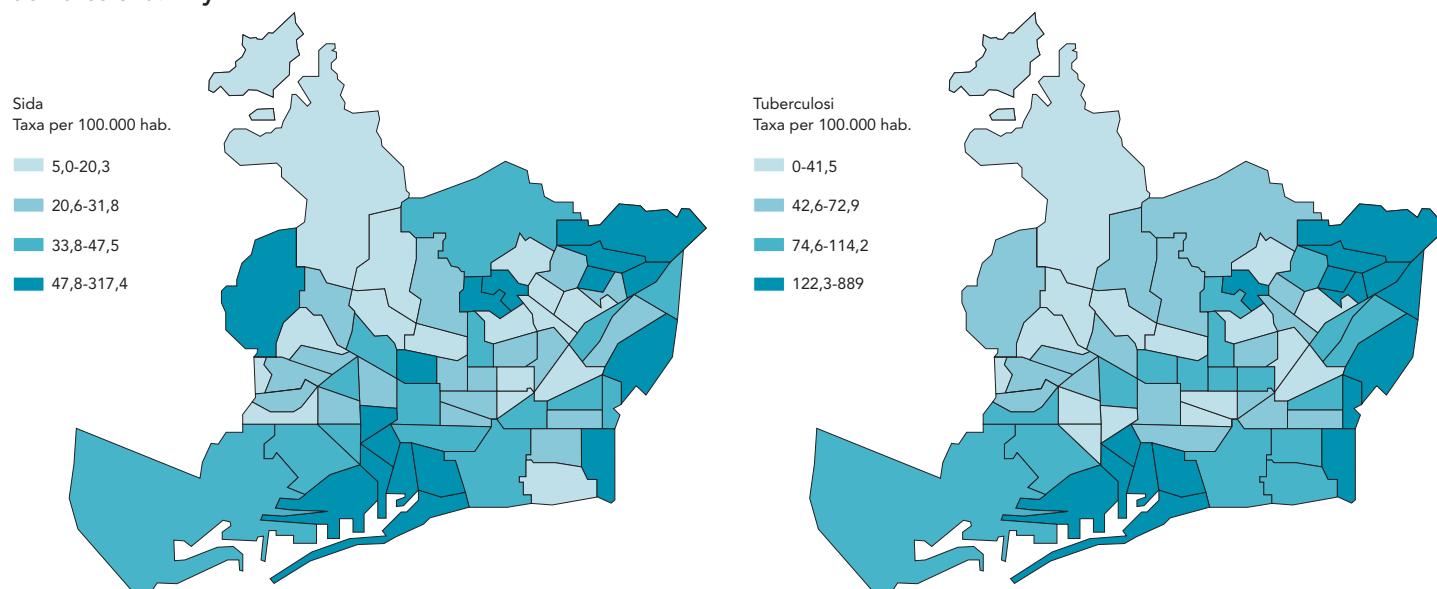 Sida
Taxa per 100.000 hab.
5,0-20,3
20,6-31,8
33,8-47,5
47,8-317,4
Tuberculosi
Taxa per 100.000 hab.
0-41,5
42,6-72,9
74,6-114,2
122,3-889